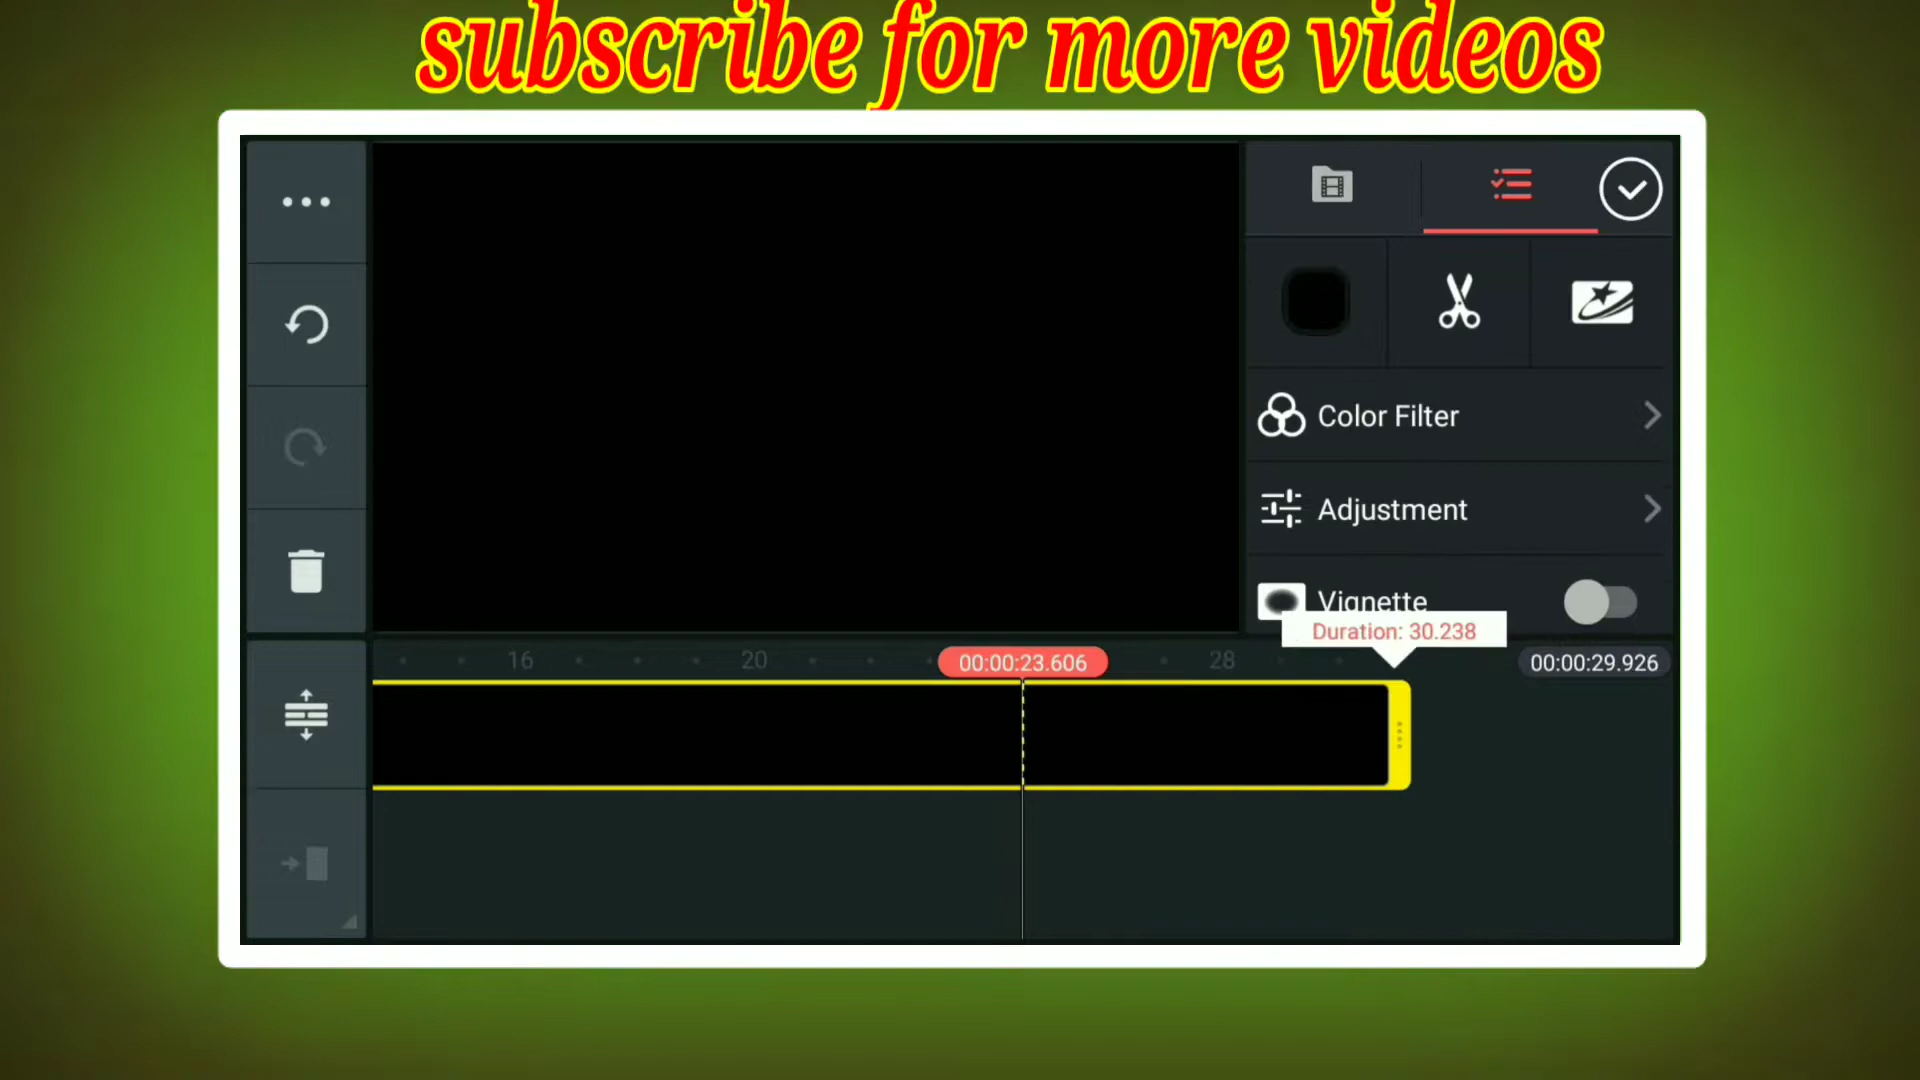 subscribe for more videos
Color Filter
Adjustment
Vignette
Duration: 30.238
16
20
00:00:23.606
28
00:00:29.926